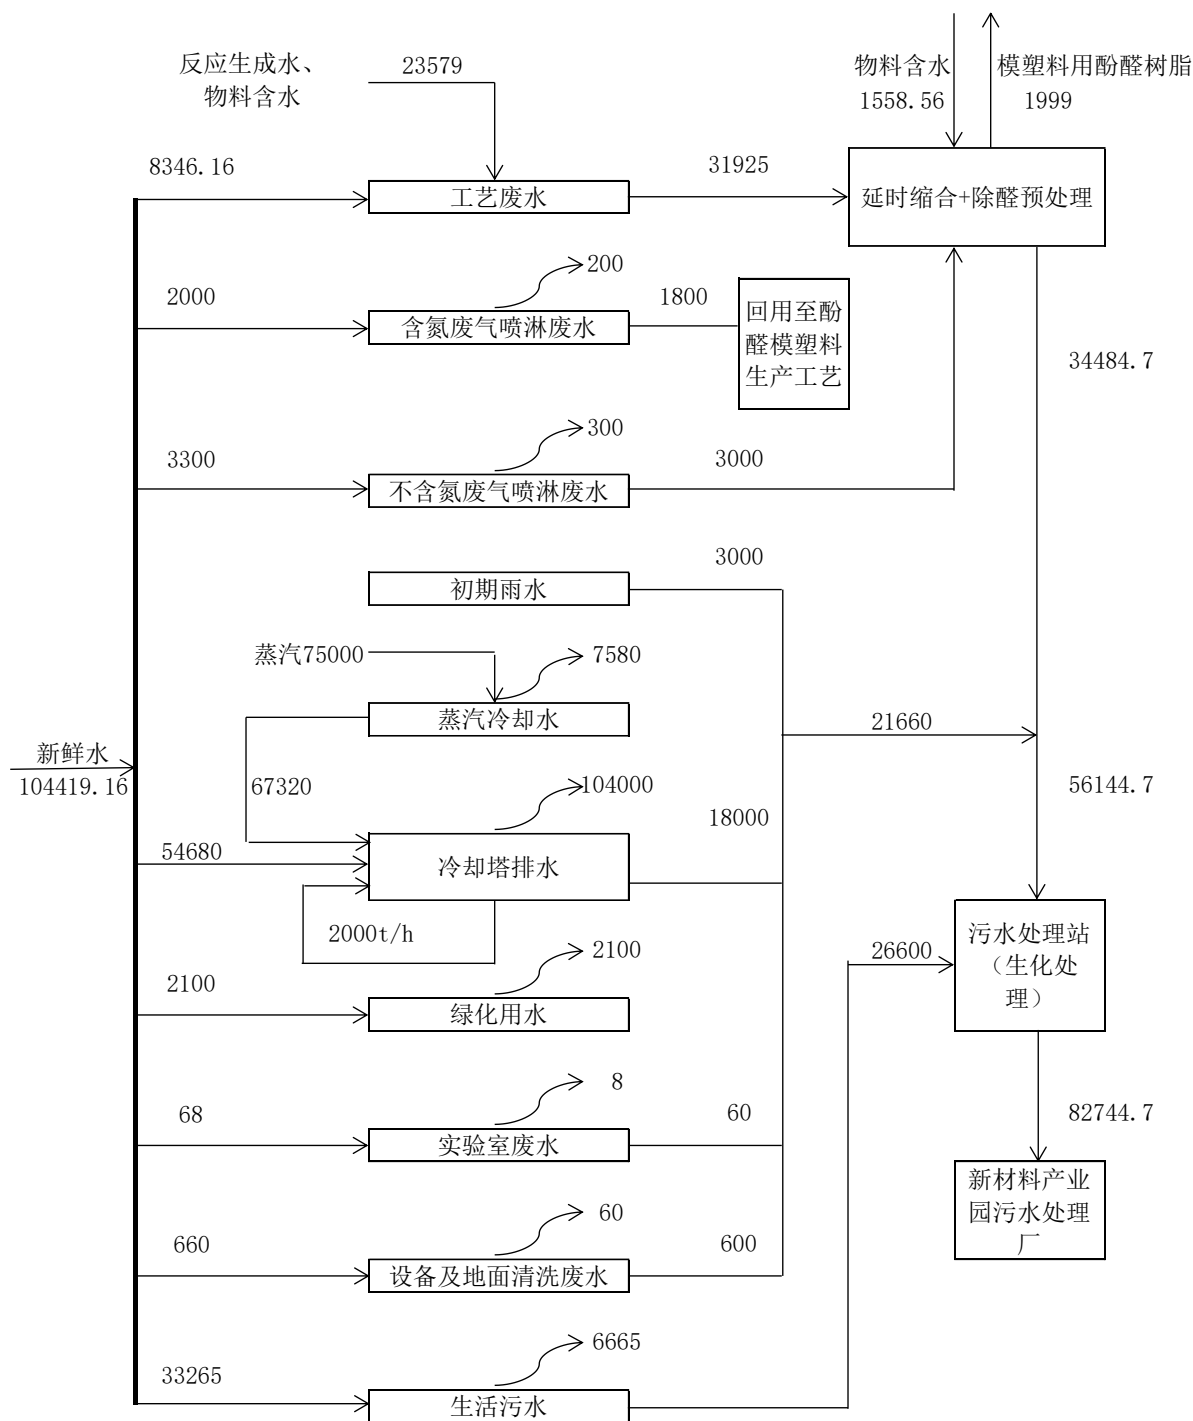 反应生成水、
物料含水
23579
物料含水
1558.56
模塑料用酚醛树脂
1999
8346.16
工艺废水
31925
延时缩合+除醛预处理
200
2000
含氮废气喷淋废水
1800
回用至酚
醛模塑料
生产工艺
34484.7
300
3300
不含氮废气喷淋废水
3000
初期雨水
3000
蒸汽75000
7580
蒸汽冷却水
21660
新鲜水
104419.16
67320
104000
18000
56144.7
54680
冷却塔排水
2000t/h
2100
2100
绿化用水
26600
污水处理站
（生化处
理）
8
68
实验室废水
60
82744.7
60
660
设备及地面清洗废水
600
新材料产业
园污水处理
厂
6665
33265
生活污水